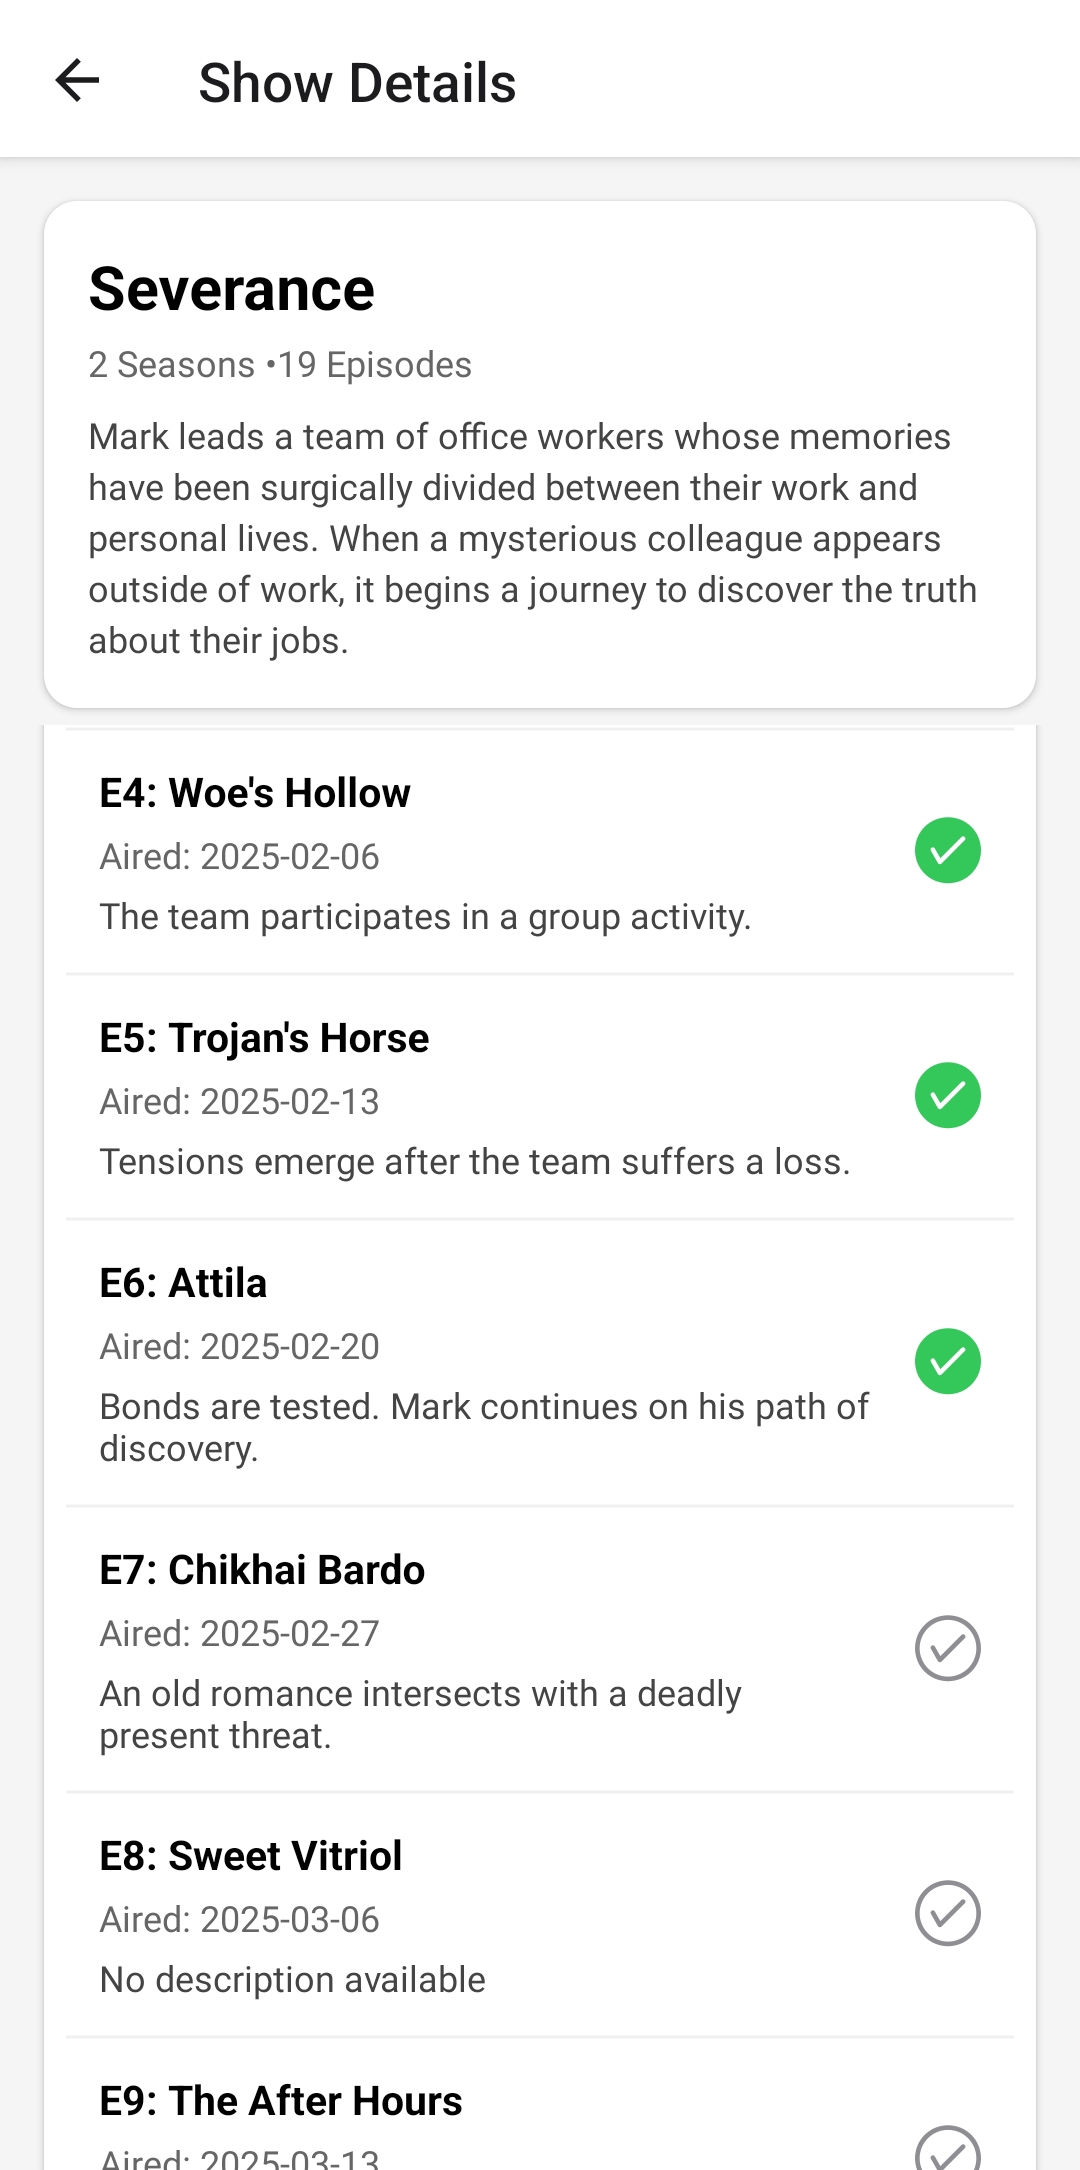 Show Details
Severance
2 Seasons •19 Episodes
Mark leads a team of office workers whose memories
have been surgically divided between their work and
personal lives. When a mysterious colleague appears
outside of work, it begins a journey to discover the truth
about their jobs.
E4: Woe's Hollow
Aired: 2025-02-06
The team participates in a group activity.
E5: Trojan's Horse
Aired: 2025-02-13
Tensions emerge after the team suffers a loss.
E6: Attila
Aired: 2025-02-20
Bonds are tested. Mark continues on his path of
discovery.
E7: Chikhai Bardo
Aired: 2025-02-27
An old romance intersects with a deadly
present threat.
E8: Sweet Vitriol
Aired: 2025-03-06
No description available
E9: The After Hours
Aired: 2025-03-13